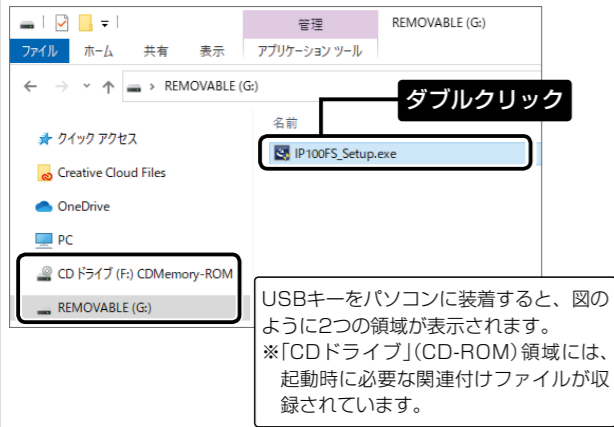 管理
REMOVABLE (G:)
ファイル ホーム 共有 表示 アプリケーション ツール
REMOVABLE (G:)
ダブルクリック
名前
クイック アクセス
IP100FS_Setup.exe
Creative Cloud Files
OneDrive
PC
CD ドライブ (F:) CDMemory-ROM
REMOVABLE (G:)
USBキーをパソコンに装着すると、図の
ように2つの領域が表示されます。
※「CDドライブ」(CD-ROM)領域には、
起動時に必要な関連付けファイルが収
録されています。